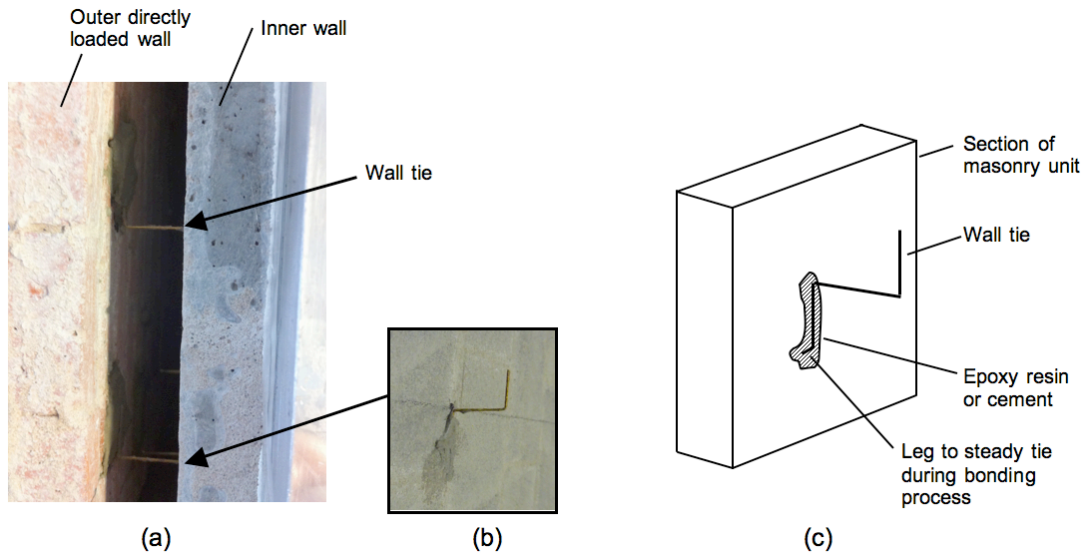 Outer directly
loaded wall
Inner wall
Wall tie
Section of
masonry unit
Wall tie
Epoxy resin
or cement
Leg to steady tie
during bonding
process
(a)
(b)
(c)